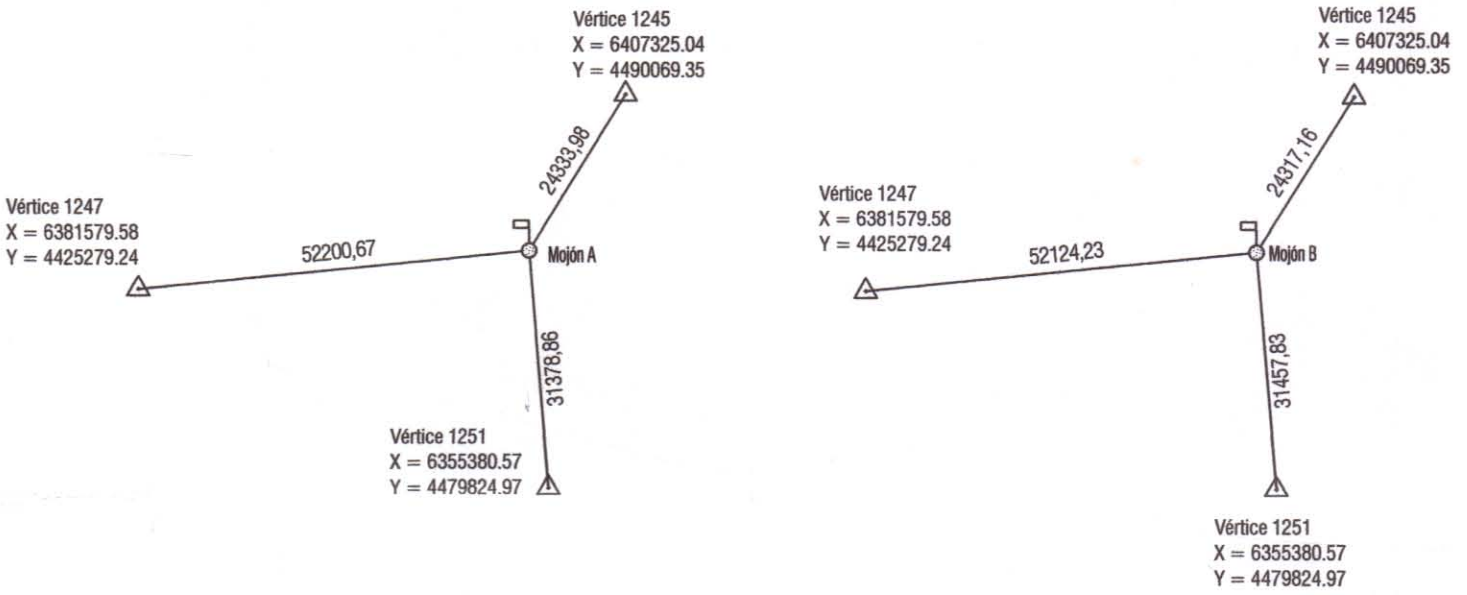 Vértice 1245
X = 6407325.04
Y = 4490069.35
24333,98
Vértice 1247
X = 6381579.58
Y = 4425279.24
52200,67
Mojón A
31378,86
Vértice 1251
X = 6355380.57
Y = 4479824.97
Vértice 1245
X = 6407325.04
Y = 4490069.35
24317,16
Vértice 1247
X = 6381579.58
Y = 4425279.24
52124,23
Mojón B
31457,83
Vértice 1251
X = 6355380.57
Y = 4479824.97